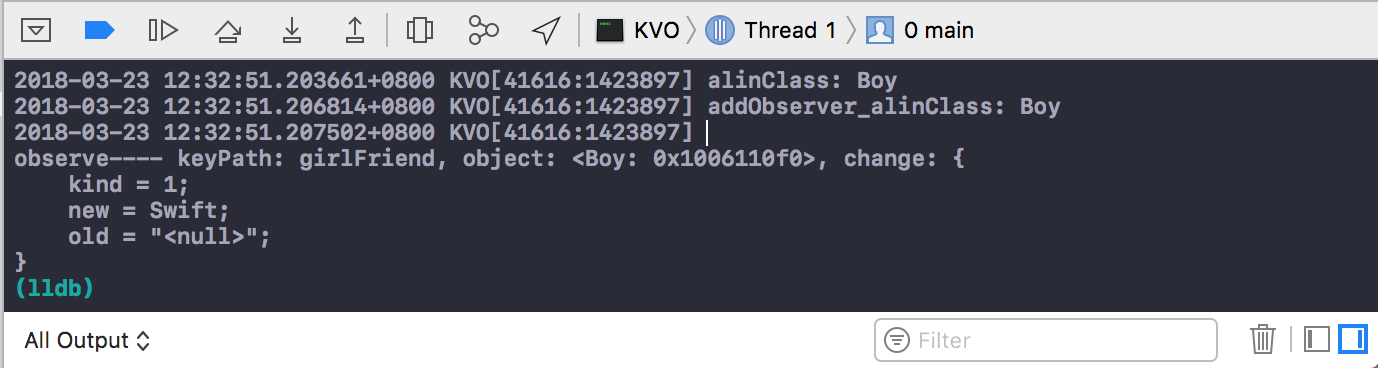 KVO Thread 1 0 main
2018-03-23 12:32:51.203661+0800 KVO[41616:1423897] alinClass: Boy
2018-03-23 12:32:51.206814+0800 KVO[41616:1423897] addObserver_alinClass: Boy
2018-03-23 12:32:51.207502+0800 KVO[41616:1423897]
observe---- keyPath: girlFriend, object: <Boy: 0x1006110f0>, change: {
    kind = 1;
    new = Swift;
    old = "<null>";
}
(lldb)
All Output Filter